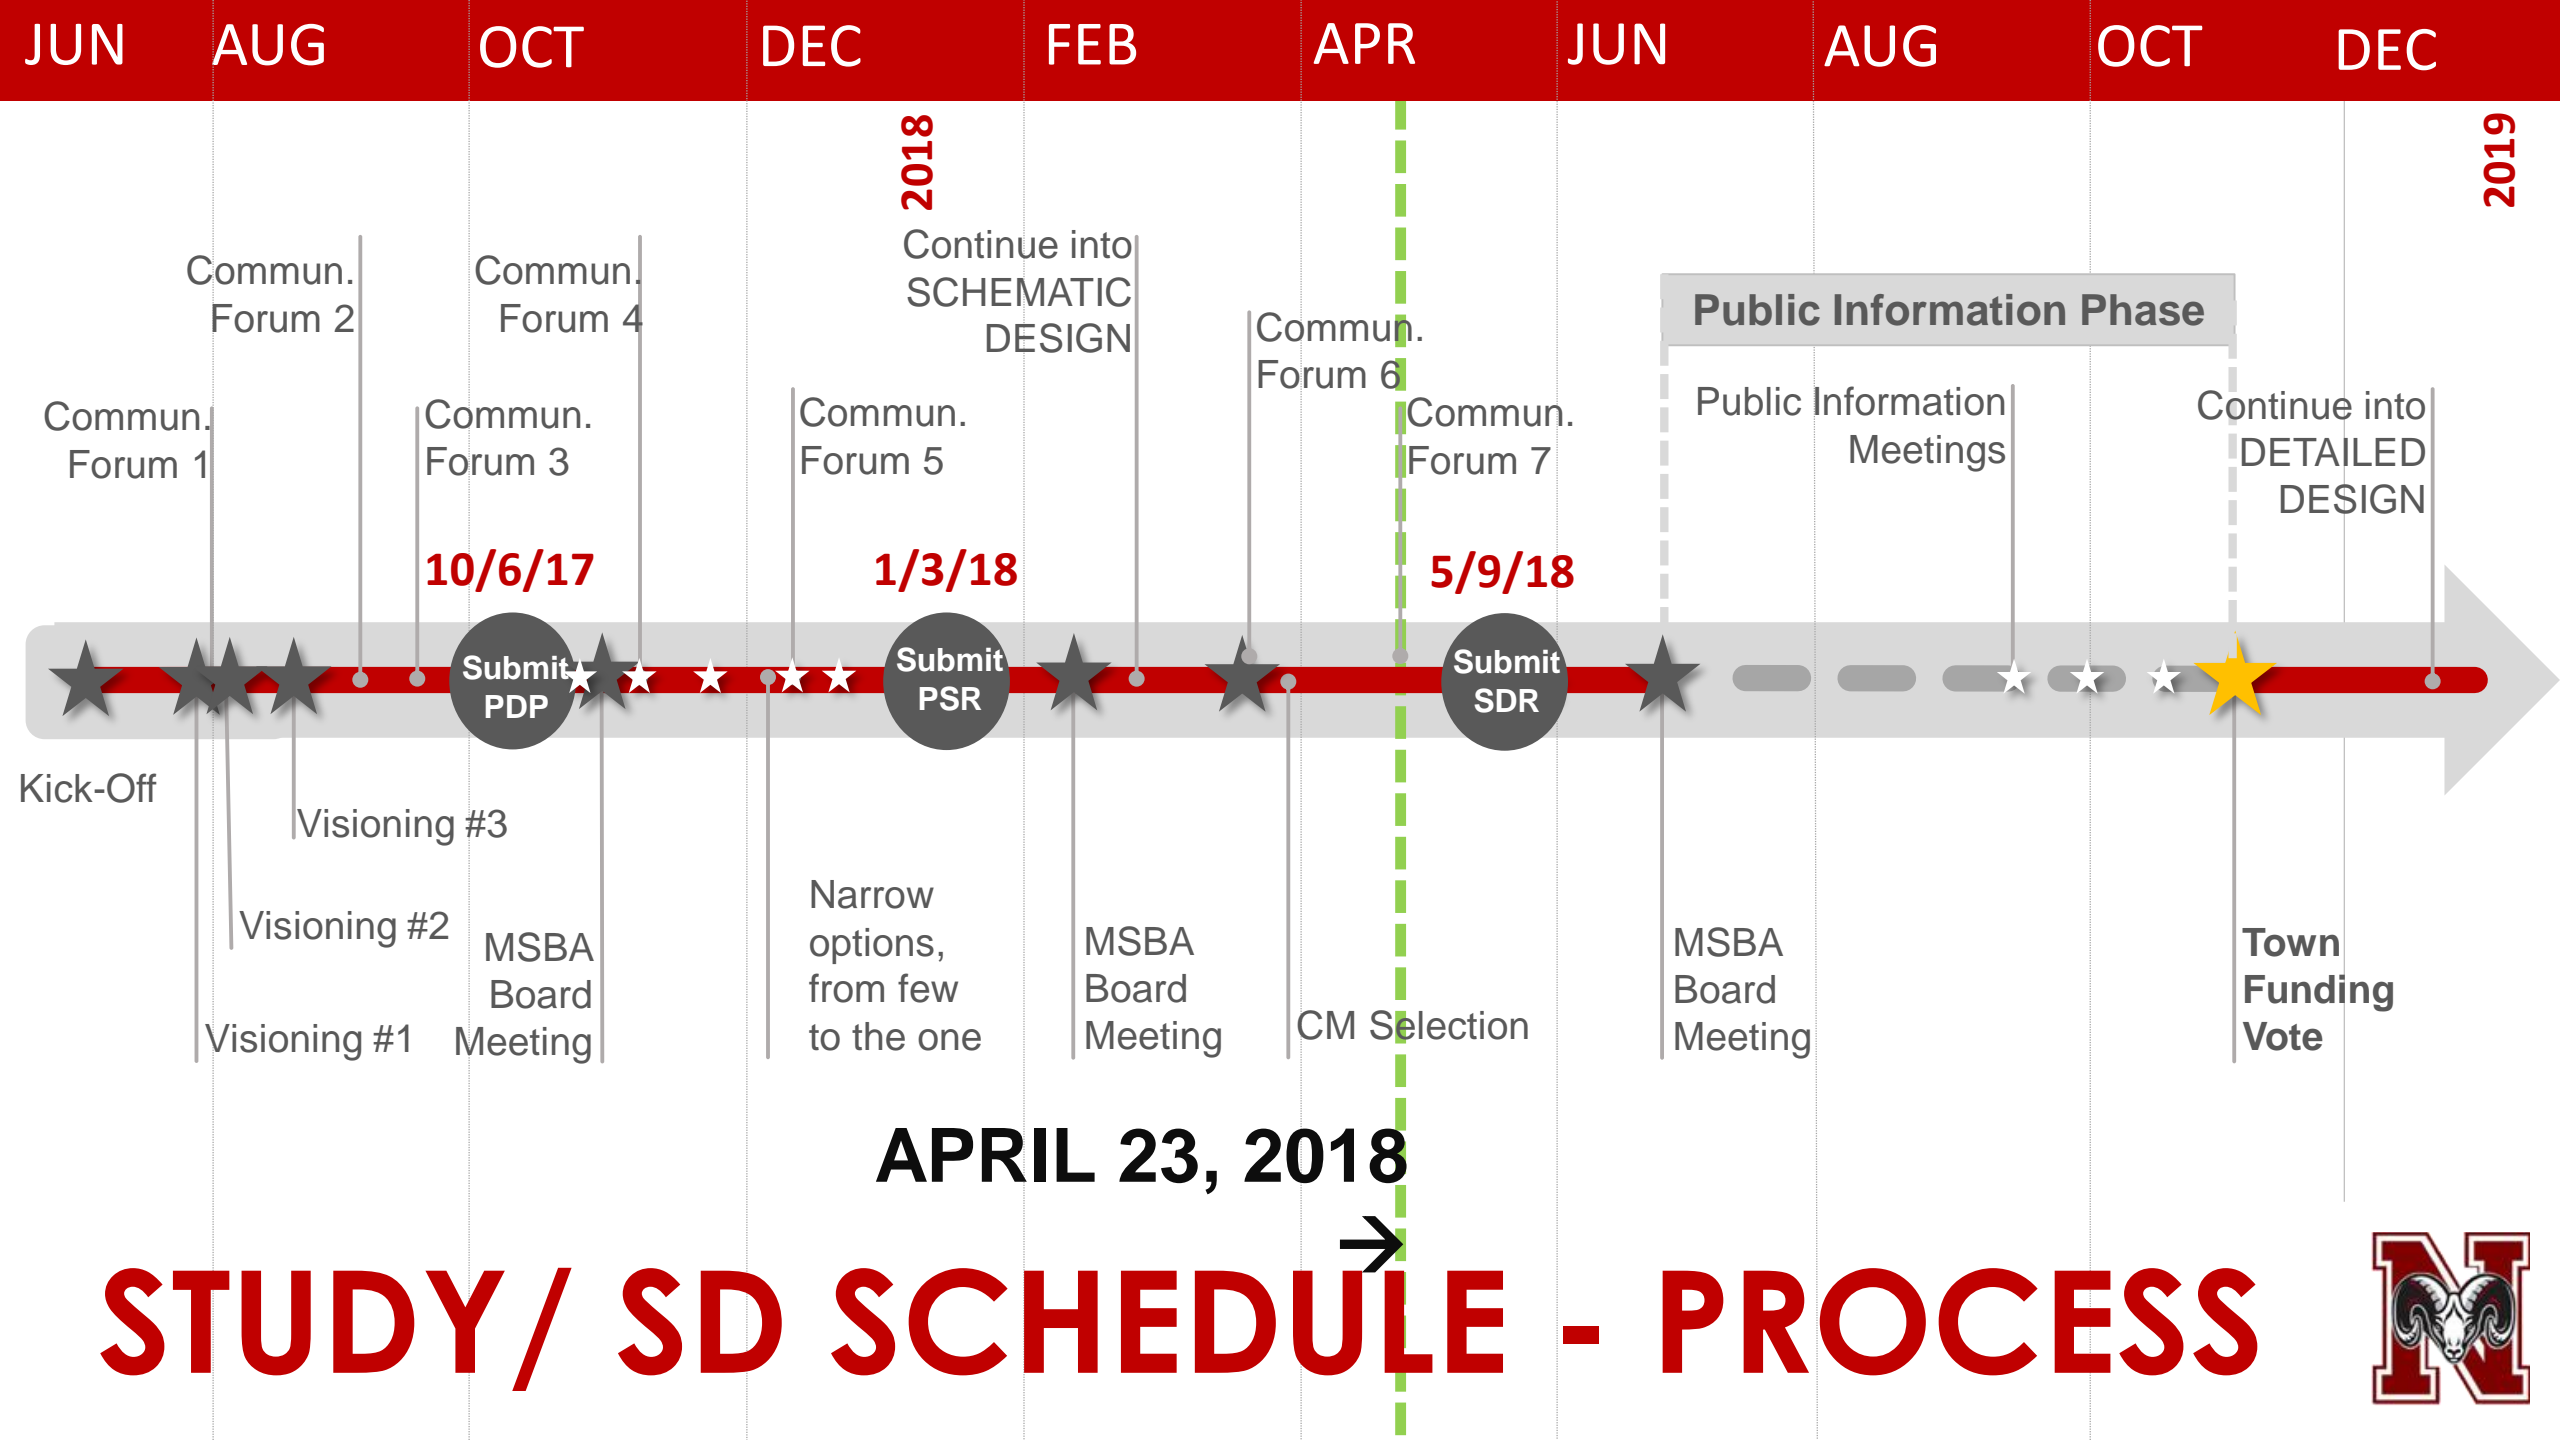 JUN AUG OCT DEC FEB APR JUN AUG OCT DEC
2018
2019
Commun.
Forum 1
Commun.
Forum 2
Commun.
Forum 3
Commun.
Forum 4
Commun.
Forum 5
Continue into
SCHEMATIC
DESIGN
Commun.
Forum 6
Commun.
Forum 7
Public Information Phase
Public Information
Meetings
Continue into
DETAILED
DESIGN
10/6/17
1/3/18
5/9/18
Submit
PDP
Submit
PSR
Submit
SDR
Kick-Off
Visioning #3
Visioning #2
Visioning #1
MSBA
Board
Meeting
Narrow
options,
from few
to the one
MSBA
Board
Meeting
CM Selection
MSBA
Board
Meeting
Town
Funding
Vote
APRIL 23, 2018
→
STUDY/ SD SCHEDULE - PROCESS
N